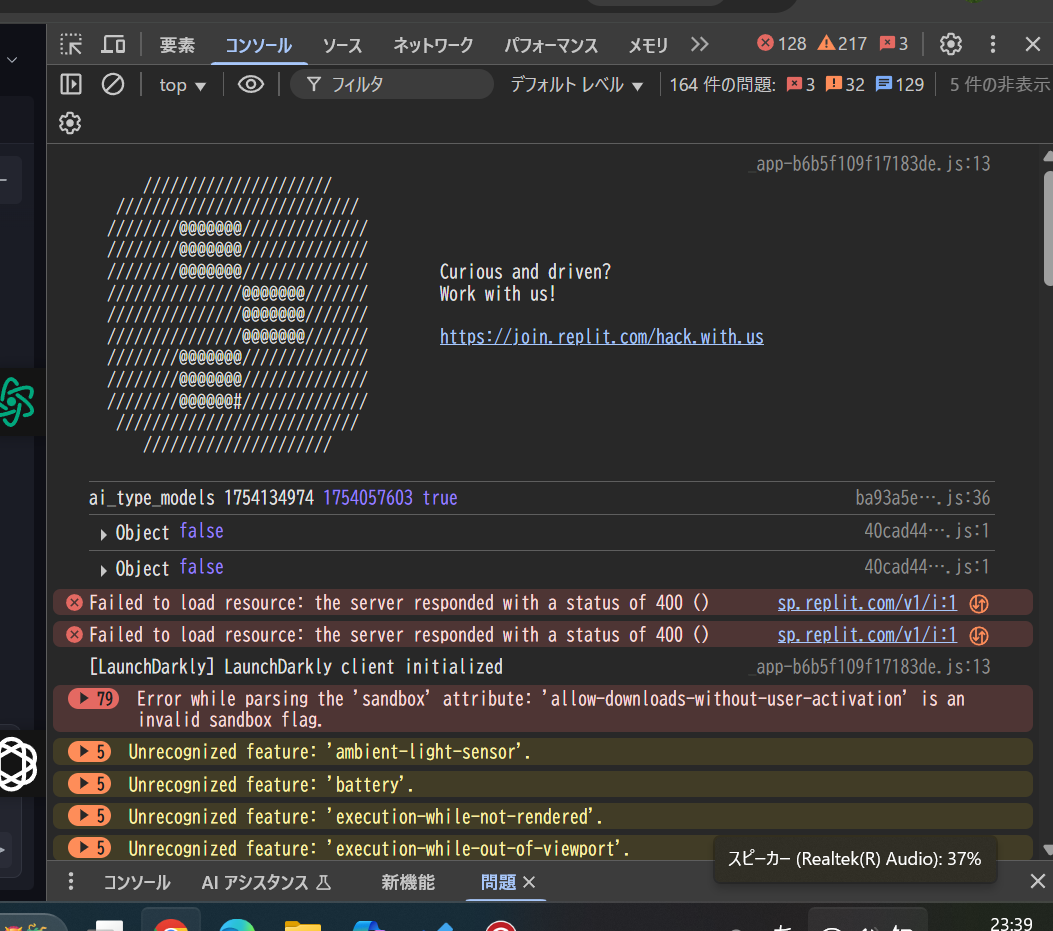 要素 コンソール ソース ネットワーク パフォーマンス メモリ 128 217 3
top フィルタ デフォルト レベル 164 件の問題: 3 32 129 5 件の非表示
_app-b6b5f109f17183de.js:13
/////////////////////
///////////////////////////
////////@@@@@@@//////////////
////////@@@@@@@//////////////
////////@@@@@@@//////////////
///////////////@@@@@@@///////
///////////////@@@@@@@///////
///////////////@@@@@@@///////
////////@@@@@@@//////////////
////////@@@@@@@//////////////
////////@@@@@@#//////////////
///////////////////////////
/////////////////////
Curious and driven?
Work with us!
https://join.replit.com/hack.with.us
ai_type_models 1754134974 1754057603 true ba93a5e….js:36
Object false 40cad44….js:1
Object false 40cad44….js:1
Failed to load resource: the server responded with a status of 400 () sp.replit.com/v1/i:1
Failed to load resource: the server responded with a status of 400 () sp.replit.com/v1/i:1
[LaunchDarkly] LaunchDarkly client initialized _app-b6b5f109f17183de.js:13
79 Error while parsing the 'sandbox' attribute: 'allow-downloads-without-user-activation' is an
invalid sandbox flag.
5 Unrecognized feature: 'ambient-light-sensor'.
5 Unrecognized feature: 'battery'.
5 Unrecognized feature: 'execution-while-not-rendered'.
5 Unrecognized feature: 'execution-while-out-of-viewport'.
スピーカー (Realtek(R) Audio): 37%
コンソール AI アシスタンス 新機能 問題
23:39